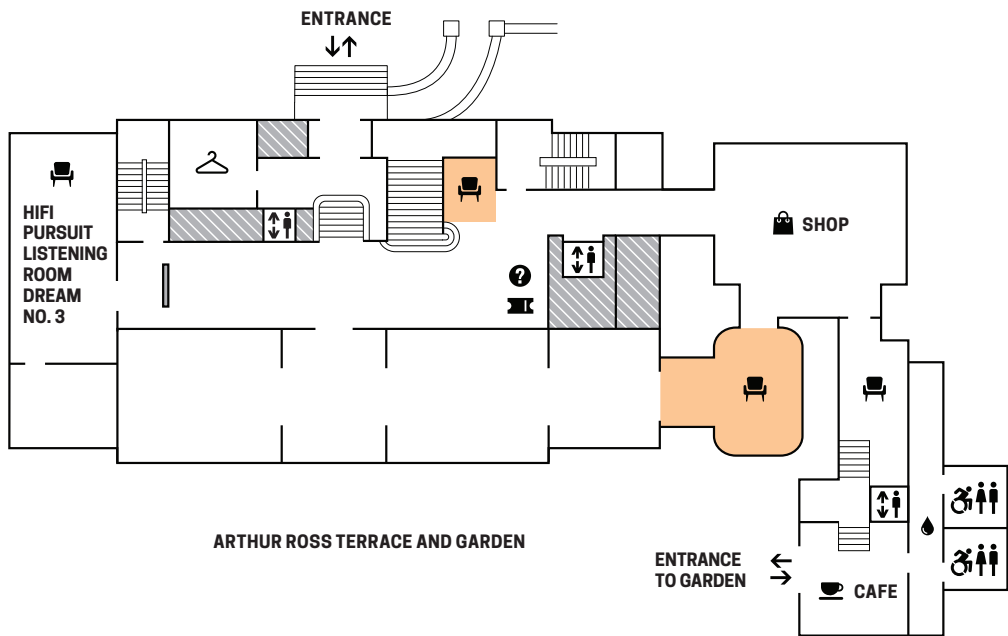 ENTRANCE
HIFI
PURSUIT
LISTENING
ROOM
DREAM
NO. 3
SHOP
ARTHUR ROSS TERRACE AND GARDEN
ENTRANCE
TO GARDEN
CAFE